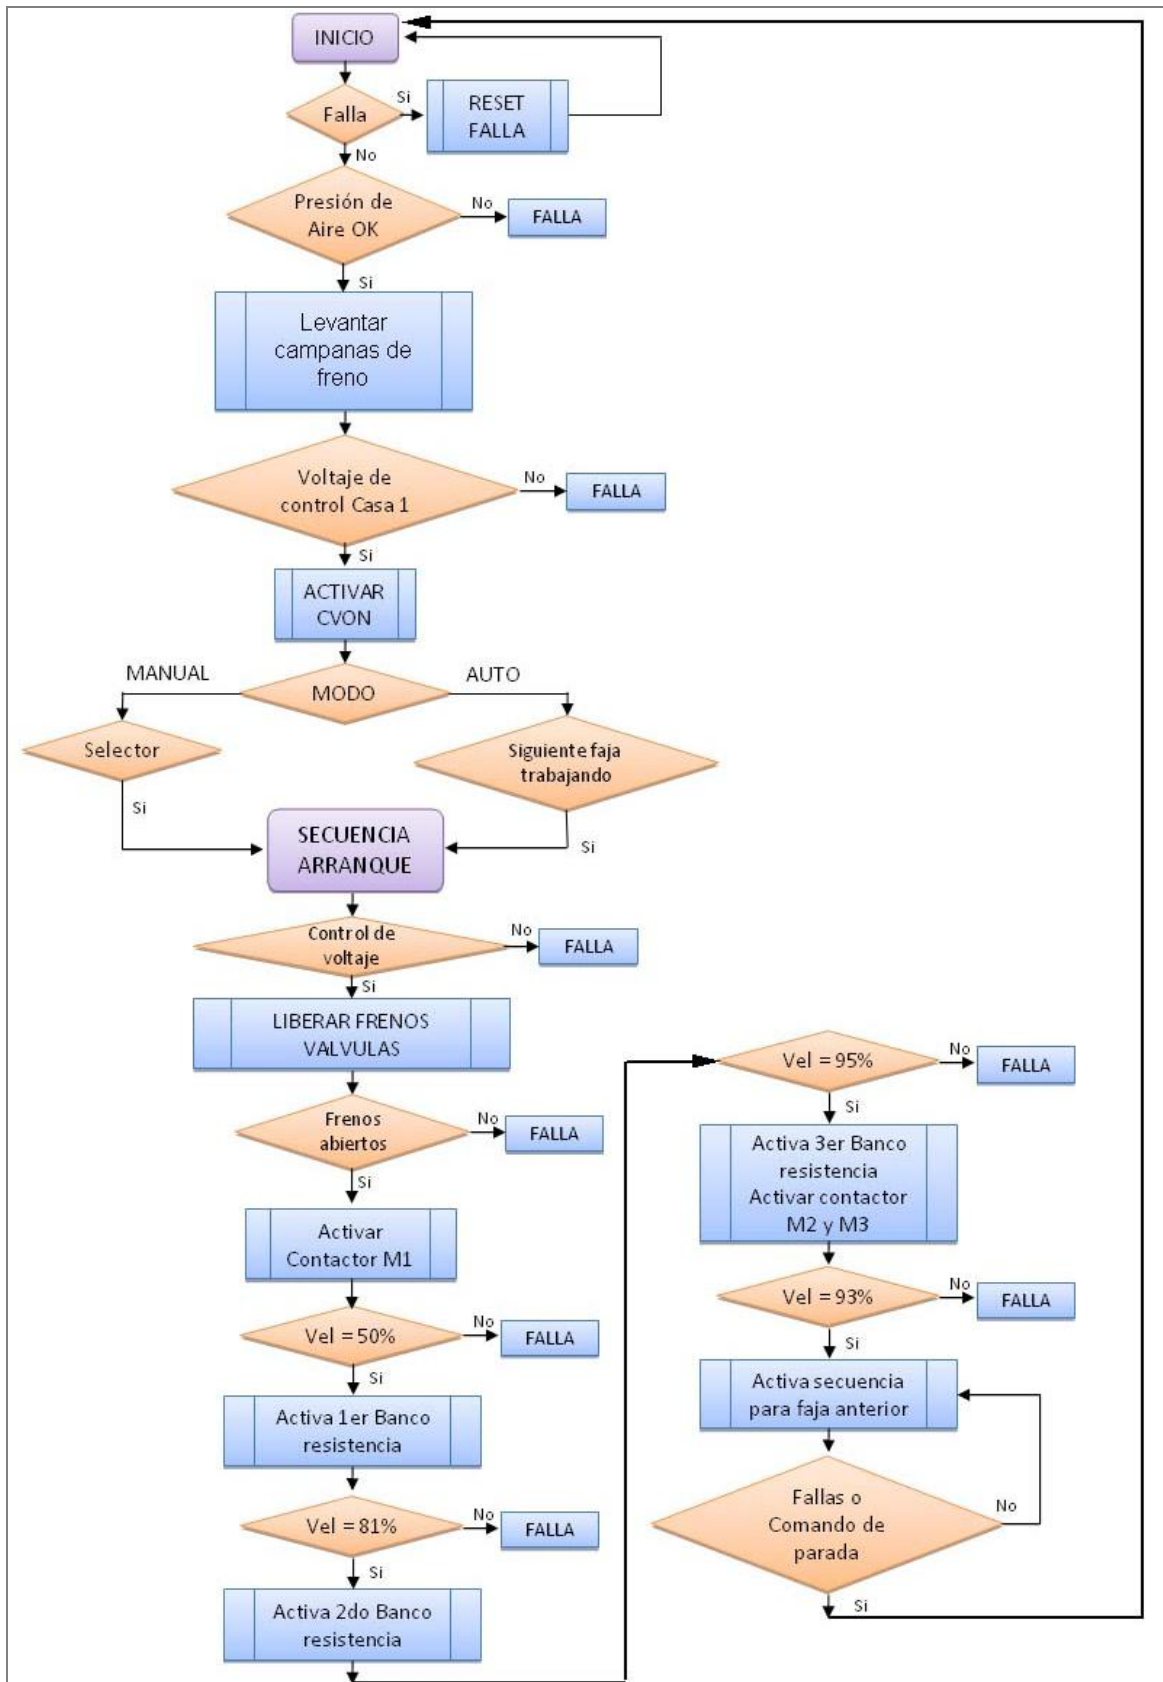 INICIO
Falla
Si
RESET
FALLA
No
Presión de
Aire OK
No
FALLA
Si
Levantar
campanas de
freno
Voltaje de
control Casa 1
No
FALLA
Si
ACTIVAR
CVON
MANUAL
MODO
AUTO
Selector
Siguiente faja
trabajando
Si
Si
SECUENCIA
ARRANQUE
Control de
voltaje
No
FALLA
Si
LIBERAR FRENOS
VALVULAS
Frenos
abiertos
No
FALLA
Si
Activar
Contactor M1
Vel = 50%
No
FALLA
Si
Activa 1er Banco
resistencia
Vel = 81%
No
FALLA
Si
Activa 2do Banco
resistencia
Vel = 95%
No
FALLA
Si
Activa 3er Banco
resistencia
Activar contactor
M2 y M3
Vel = 93%
No
FALLA
Si
Activa secuencia
para faja anterior
Fallas o
Comando de
parada
No
Si